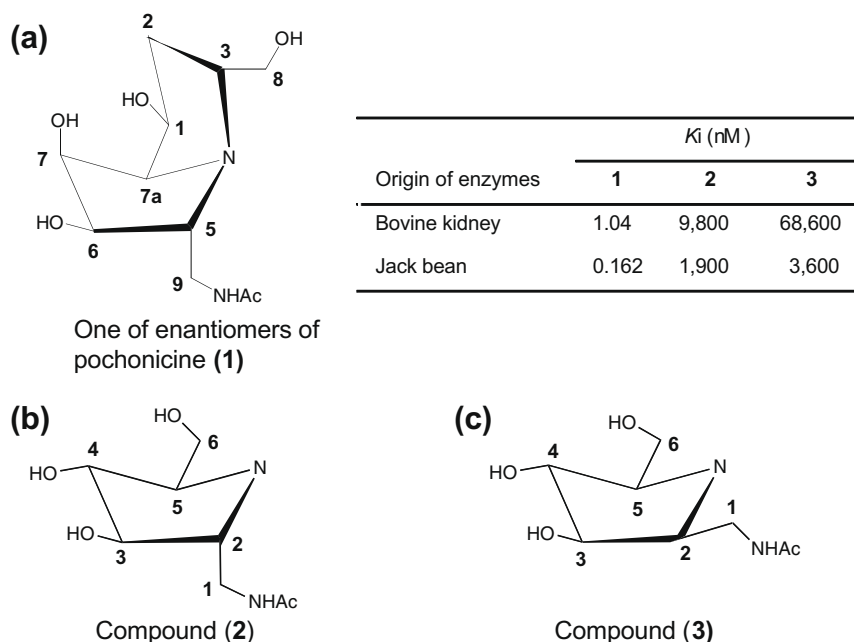 (a)
2
OH
3
8
HO
OH
1
7
N
7a
HO
6
5
9
NHAc
One of enantiomers of
pochonicine (1)
Ki (nM)
Origin of enzymes 1 2 3
Bovine kidney 1.04 9,800 68,600
Jack bean 0.162 1,900 3,600
(b)
HO
6
4
HO
N
5
HO
3
2
1
NHAc
Compound (2)
(c)
HO
6
4
HO
N
5
1
HO
3
2
NHAc
Compound (3)